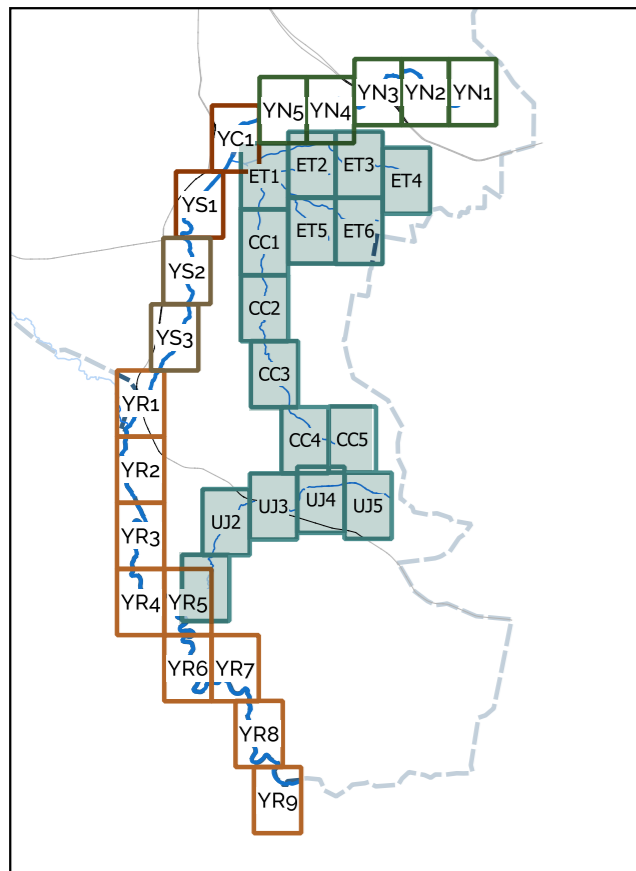 YN3 YN2 YN1
YN5 YN4
YC1
ET2 ET3
ET1 ET4
YS1
ET5 ET6
CC1
YS2
CC2
YS3
CC3
YR1
CC4 CC5
YR2
UJ3 UJ4 UJ5
UJ2
YR3
YR4 YR5
YR6 YR7
YR8
YR9